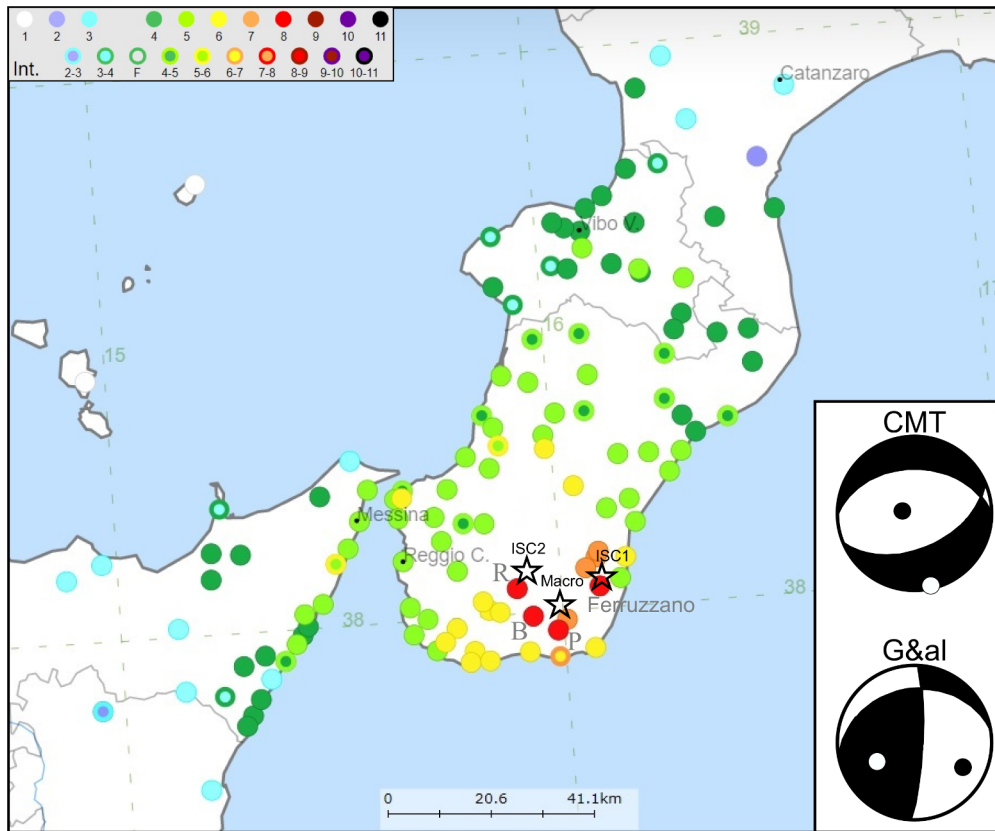 1 2 3 4 5 6 7 8 9 10 11
Int. 2-3 3-4 F 4-5 5-6 6-7 7-8 8-9 9-10 10-11
39
Catanzaro
Vibo V.
17
16
15
CMT
Messina
ISC2
ISC1
Reggio C.
R
Macro
38
Ferruzzano
38
B
P
G&al
0 20.6 41.1km